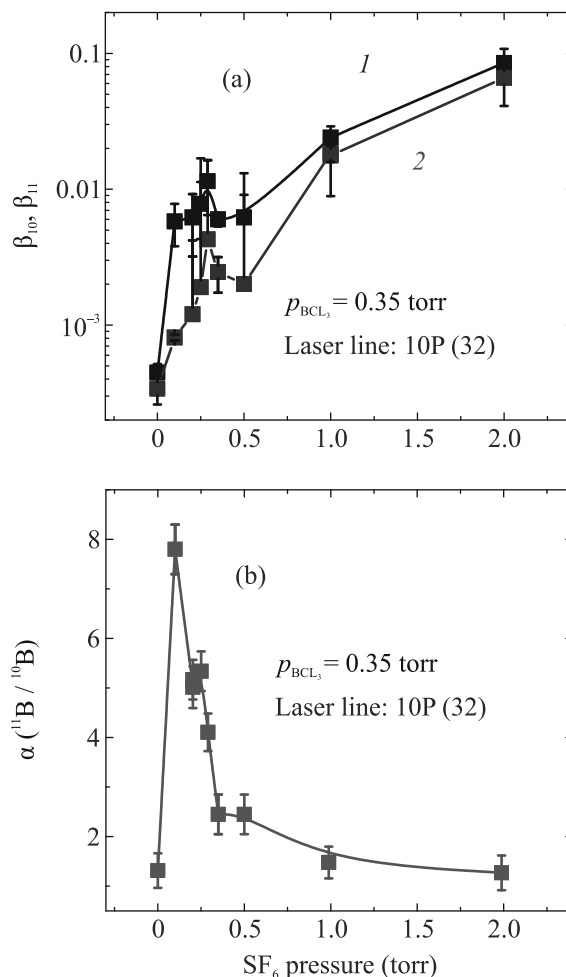 0.1
0.01
10⁻³
β₁₀, β₁₁
(a)
1
2
p_BCL₃ = 0.35 torr
Laser line: 10P (32)
0 0.5 1.0 1.5 2.0
8
6
4
2
α (¹¹B / ¹⁰B)
(b)
p_BCL₃ = 0.35 torr
Laser line: 10P (32)
0 0.5 1.0 1.5 2.0
SF₆ pressure (torr)